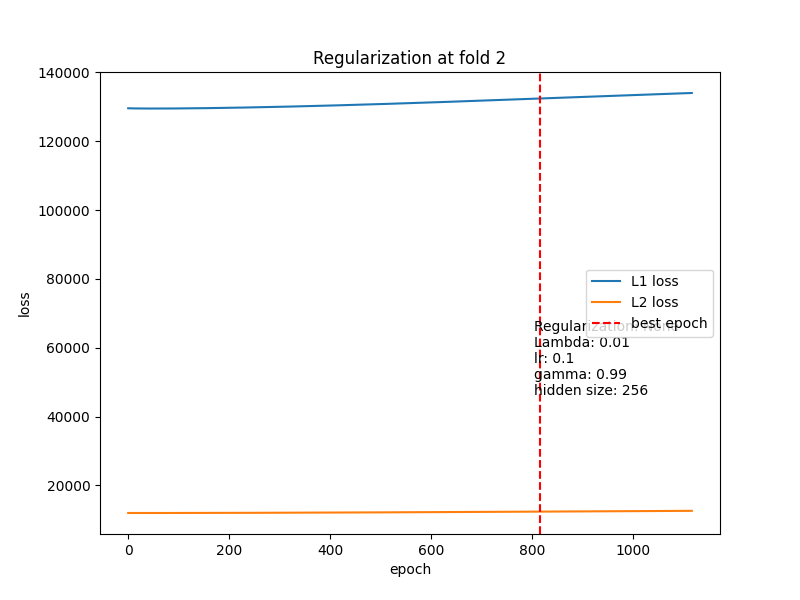 Regularization at fold 2
loss
140000
120000
100000
80000
60000
40000
20000
0 200 400 600 800 1000
epoch
L1 loss
L2 loss
best epoch
Regularization:
Lambda: 0.01
lr: 0.1
gamma: 0.99
hidden size: 256